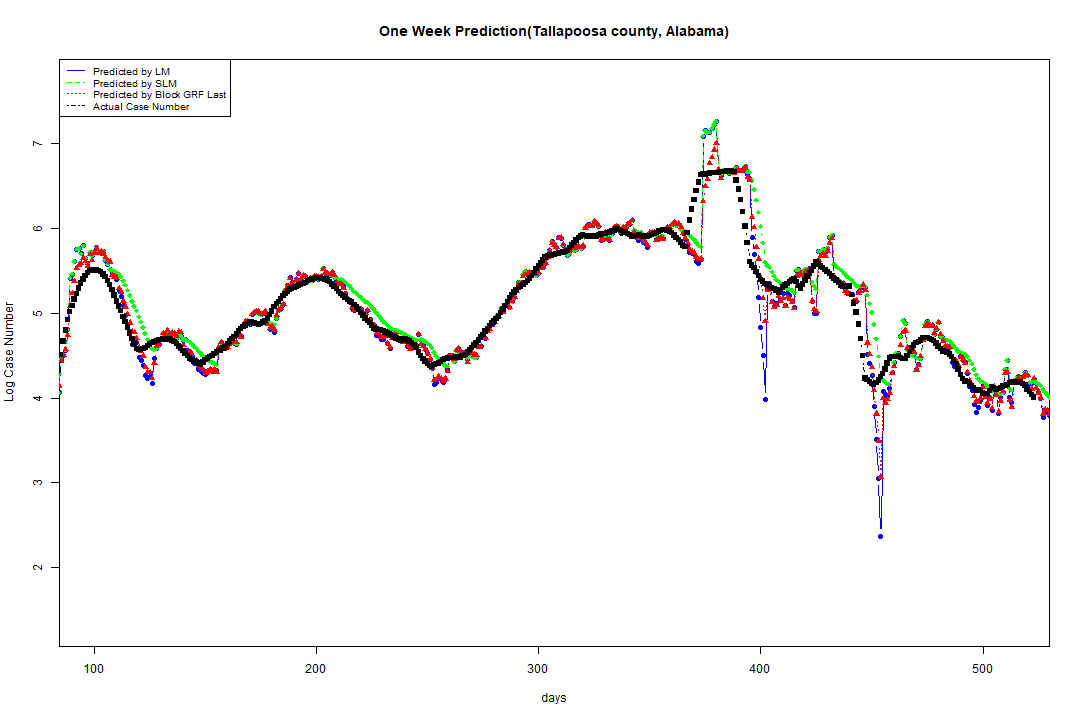 One Week Prediction(Tallapoosa county, Alabama)
Predicted by LM
Predicted by SLM
Predicted by Block GRF Last
Actual Case Number
Log Case Number
7
6
5
4
3
2
100 200 300 400 500
days